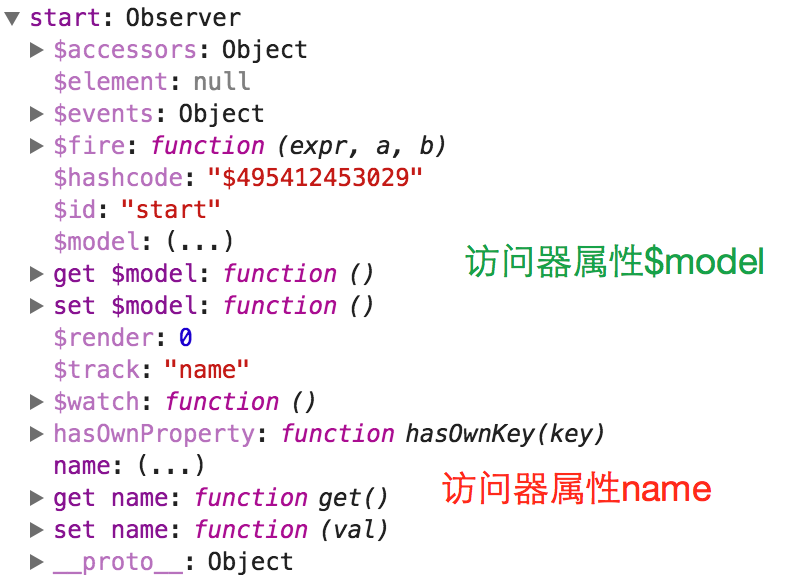 start: Observer
$accessors: Object
$element: null
$events: Object
$fire: function (expr, a, b)
$hashcode: "$495412453029"
$id: "start"
$model: (...)
访问器属性$model
get $model: function ()
set $model: function ()
$render: 0
$track: "name"
$watch: function ()
hasOwnProperty: function hasOwnKey(key)
name: (...)
访问器属性name
get name: function get()
set name: function (val)
__proto__: Object